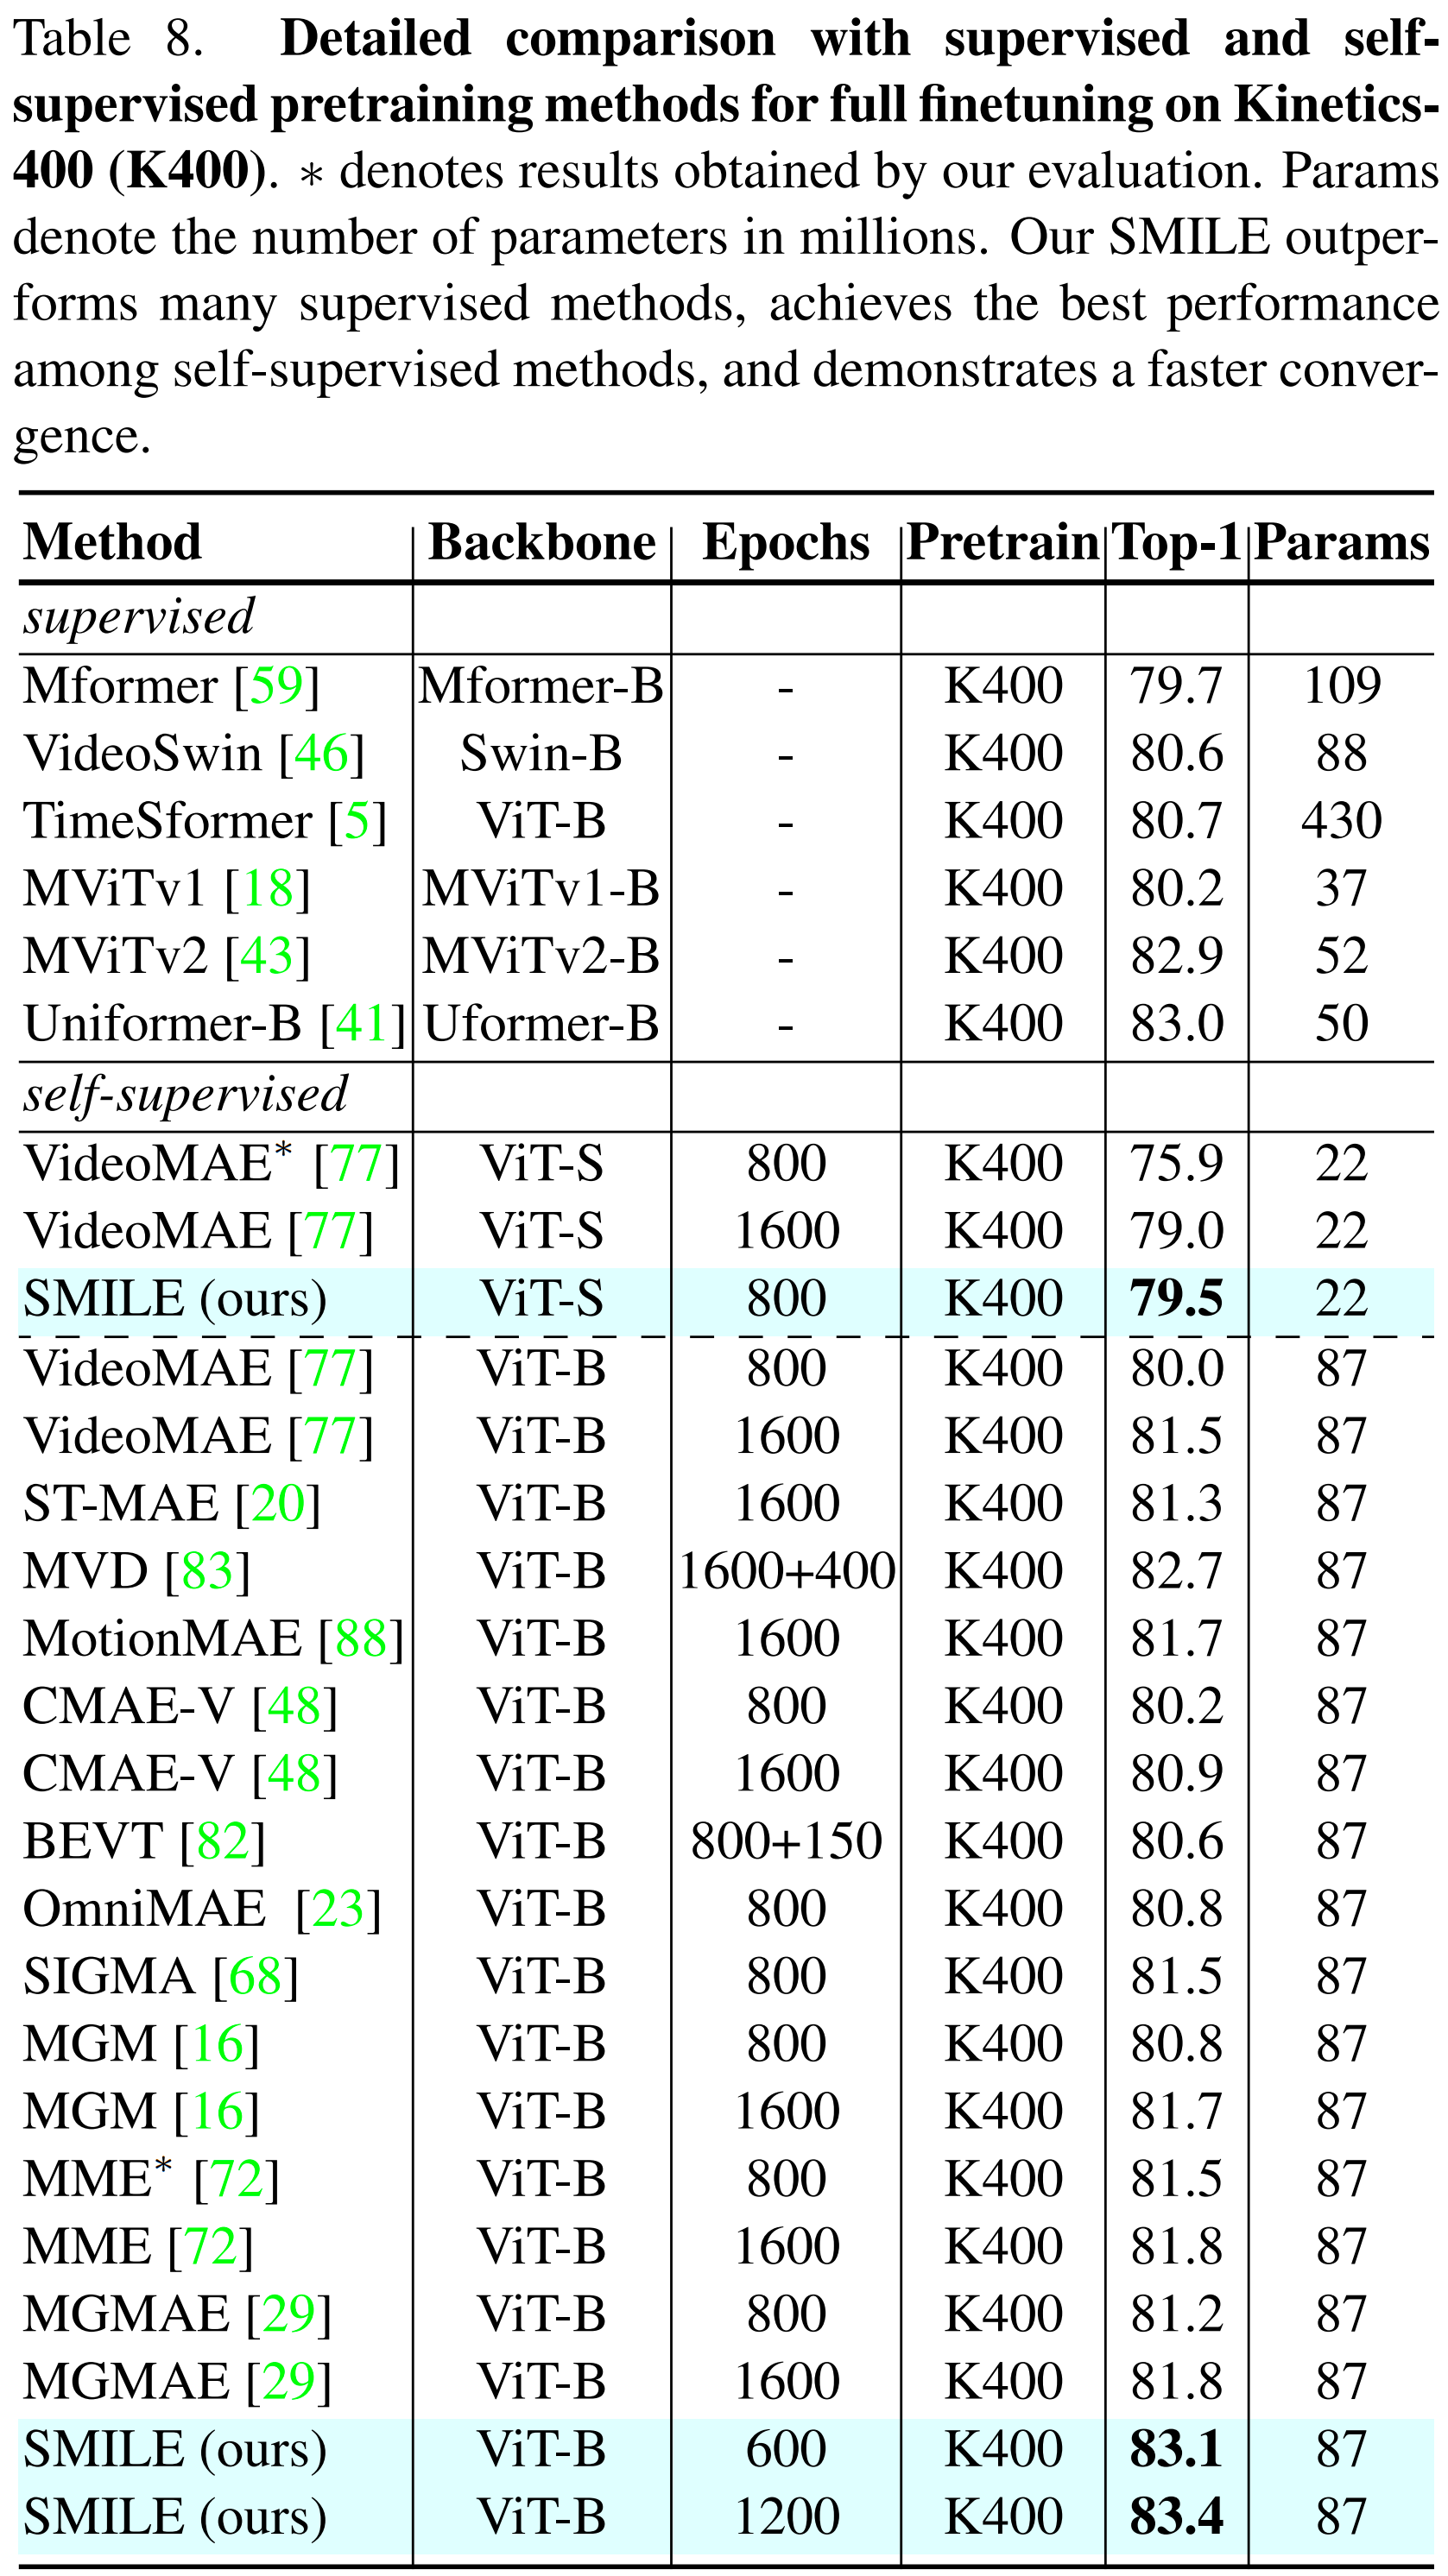 Table 8. Detailed comparison with supervised and self-
supervised pretraining methods for full finetuning on Kinetics-
400 (K400). ∗ denotes results obtained by our evaluation. Params
denote the number of parameters in millions. Our SMILE outper-
forms many supervised methods, achieves the best performance
among self-supervised methods, and demonstrates a faster conver-
gence.
Method Backbone Epochs Pretrain Top-1 Params
supervised
Mformer [59] Mformer-B - K400 79.7 109
VideoSwin [46] Swin-B - K400 80.6 88
TimeSformer [5] ViT-B - K400 80.7 430
MViTv1 [18] MViTv1-B - K400 80.2 37
MViTv2 [43] MViTv2-B - K400 82.9 52
Uniformer-B [41] Uformer-B - K400 83.0 50
self-supervised
VideoMAE* [77] ViT-S 800 K400 75.9 22
VideoMAE [77] ViT-S 1600 K400 79.0 22
SMILE (ours) ViT-S 800 K400 79.5 22
VideoMAE [77] ViT-B 800 K400 80.0 87
VideoMAE [77] ViT-B 1600 K400 81.5 87
ST-MAE [20] ViT-B 1600 K400 81.3 87
MVD [83] ViT-B 1600+400 K400 82.7 87
MotionMAE [88] ViT-B 1600 K400 81.7 87
CMAE-V [48] ViT-B 800 K400 80.2 87
CMAE-V [48] ViT-B 1600 K400 80.9 87
BEVT [82] ViT-B 800+150 K400 80.6 87
OmniMAE [23] ViT-B 800 K400 80.8 87
SIGMA [68] ViT-B 800 K400 81.5 87
MGM [16] ViT-B 800 K400 80.8 87
MGM [16] ViT-B 1600 K400 81.7 87
MME* [72] ViT-B 800 K400 81.5 87
MME [72] ViT-B 1600 K400 81.8 87
MGMAE [29] ViT-B 800 K400 81.2 87
MGMAE [29] ViT-B 1600 K400 81.8 87
SMILE (ours) ViT-B 600 K400 83.1 87
SMILE (ours) ViT-B 1200 K400 83.4 87